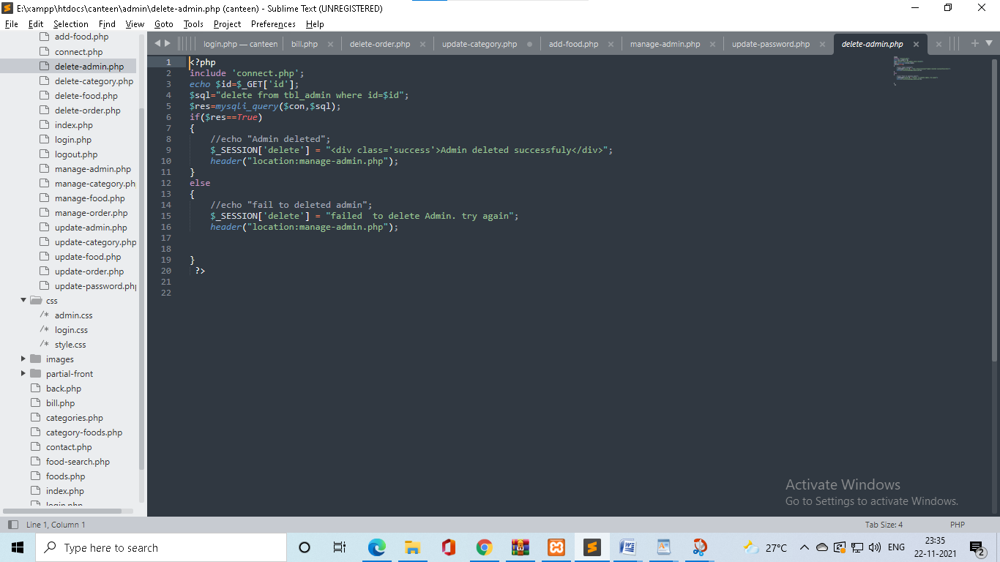 E:\xampp\htdocs\canteen\admin\delete-admin.php (canteen) - Sublime Text (UNREGISTERED)
File Edit Selection Find View Goto Tools Project Preferences Help
add-food.php
connect.php
delete-admin.php
delete-category.php
delete-food.php
delete-order.php
index.php
login.php
logout.php
manage-admin.php
manage-category.ph
manage-food.php
manage-order.php
update-admin.php
update-category.php
update-food.php
update-order.php
update-password.php
css
/* admin.css
/* login.css
/* style.css
images
partial-front
back.php
bill.php
categories.php
category-foods.php
contact.php
food-search.php
foods.php
index.php
login.php
login.php — canteen bill.php delete-order.php update-category.php add-food.php manage-admin.php update-password.php delete-admin.php
1 <?php
2 include 'connect.php';
3 echo $id=$_GET['id'];
4 $sql="delete from tbl_admin where id=$id";
5 $res=mysqli_query($con,$sql);
6 if($res==True)
7 {
8 //echo "Admin deleted";
9 $_SESSION['delete'] = "<div class='success'>Admin deleted successfuly</div>";
10 header("location:manage-admin.php");
11 }
12 else
13 {
14 //echo "fail to deleted admin";
15 $_SESSION['delete'] = "failed  to delete Admin. try again";
16 header("location:manage-admin.php");
17
18
19 }
20 ?>
21
22
Activate Windows
Go to Settings to activate Windows.
Line 1, Column 1 Tab Size: 4 PHP
Type here to search 27°C ENG 23:35
22-11-2021 2